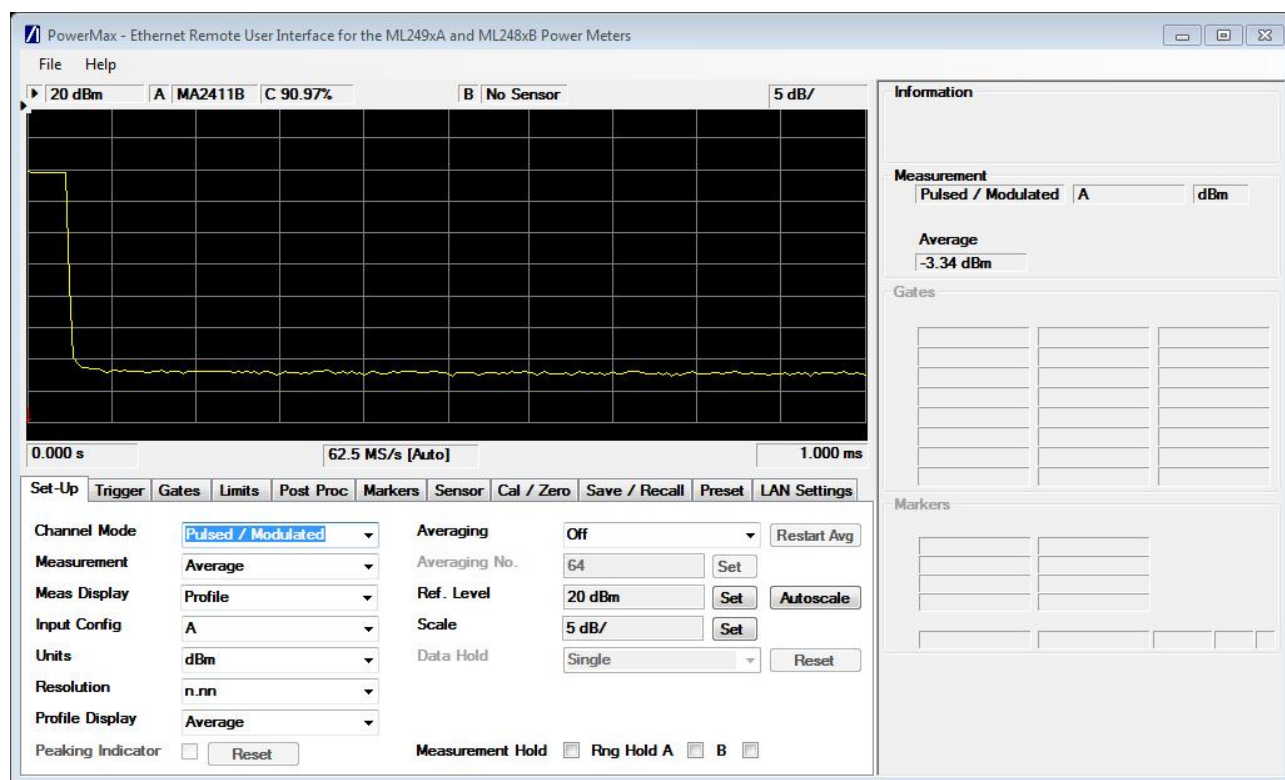 PowerMax - Ethernet Remote User Interface for the ML249xA and ML248xB Power Meters
File Help
20 dBm A MA2411B C 90.97% B No Sensor 5 dB/
0.000 s 62.5 MS/s [Auto] 1.000 ms
Set-Up Trigger Gates Limits Post Proc Markers Sensor Cal / Zero Save / Recall Preset LAN Settings
Channel Mode Pulsed / Modulated Averaging Off Restart Avg
Measurement Average Averaging No. 64 Set
Meas Display Profile Ref. Level 20 dBm Set Autoscale
Input Config A Scale 5 dB/ Set
Units dBm Data Hold Single Reset
Resolution n.nn
Profile Display Average
Peaking Indicator Reset Measurement Hold Rng Hold A B
Information
Measurement
Pulsed / Modulated A dBm
Average
-3.34 dBm
Gates
Markers